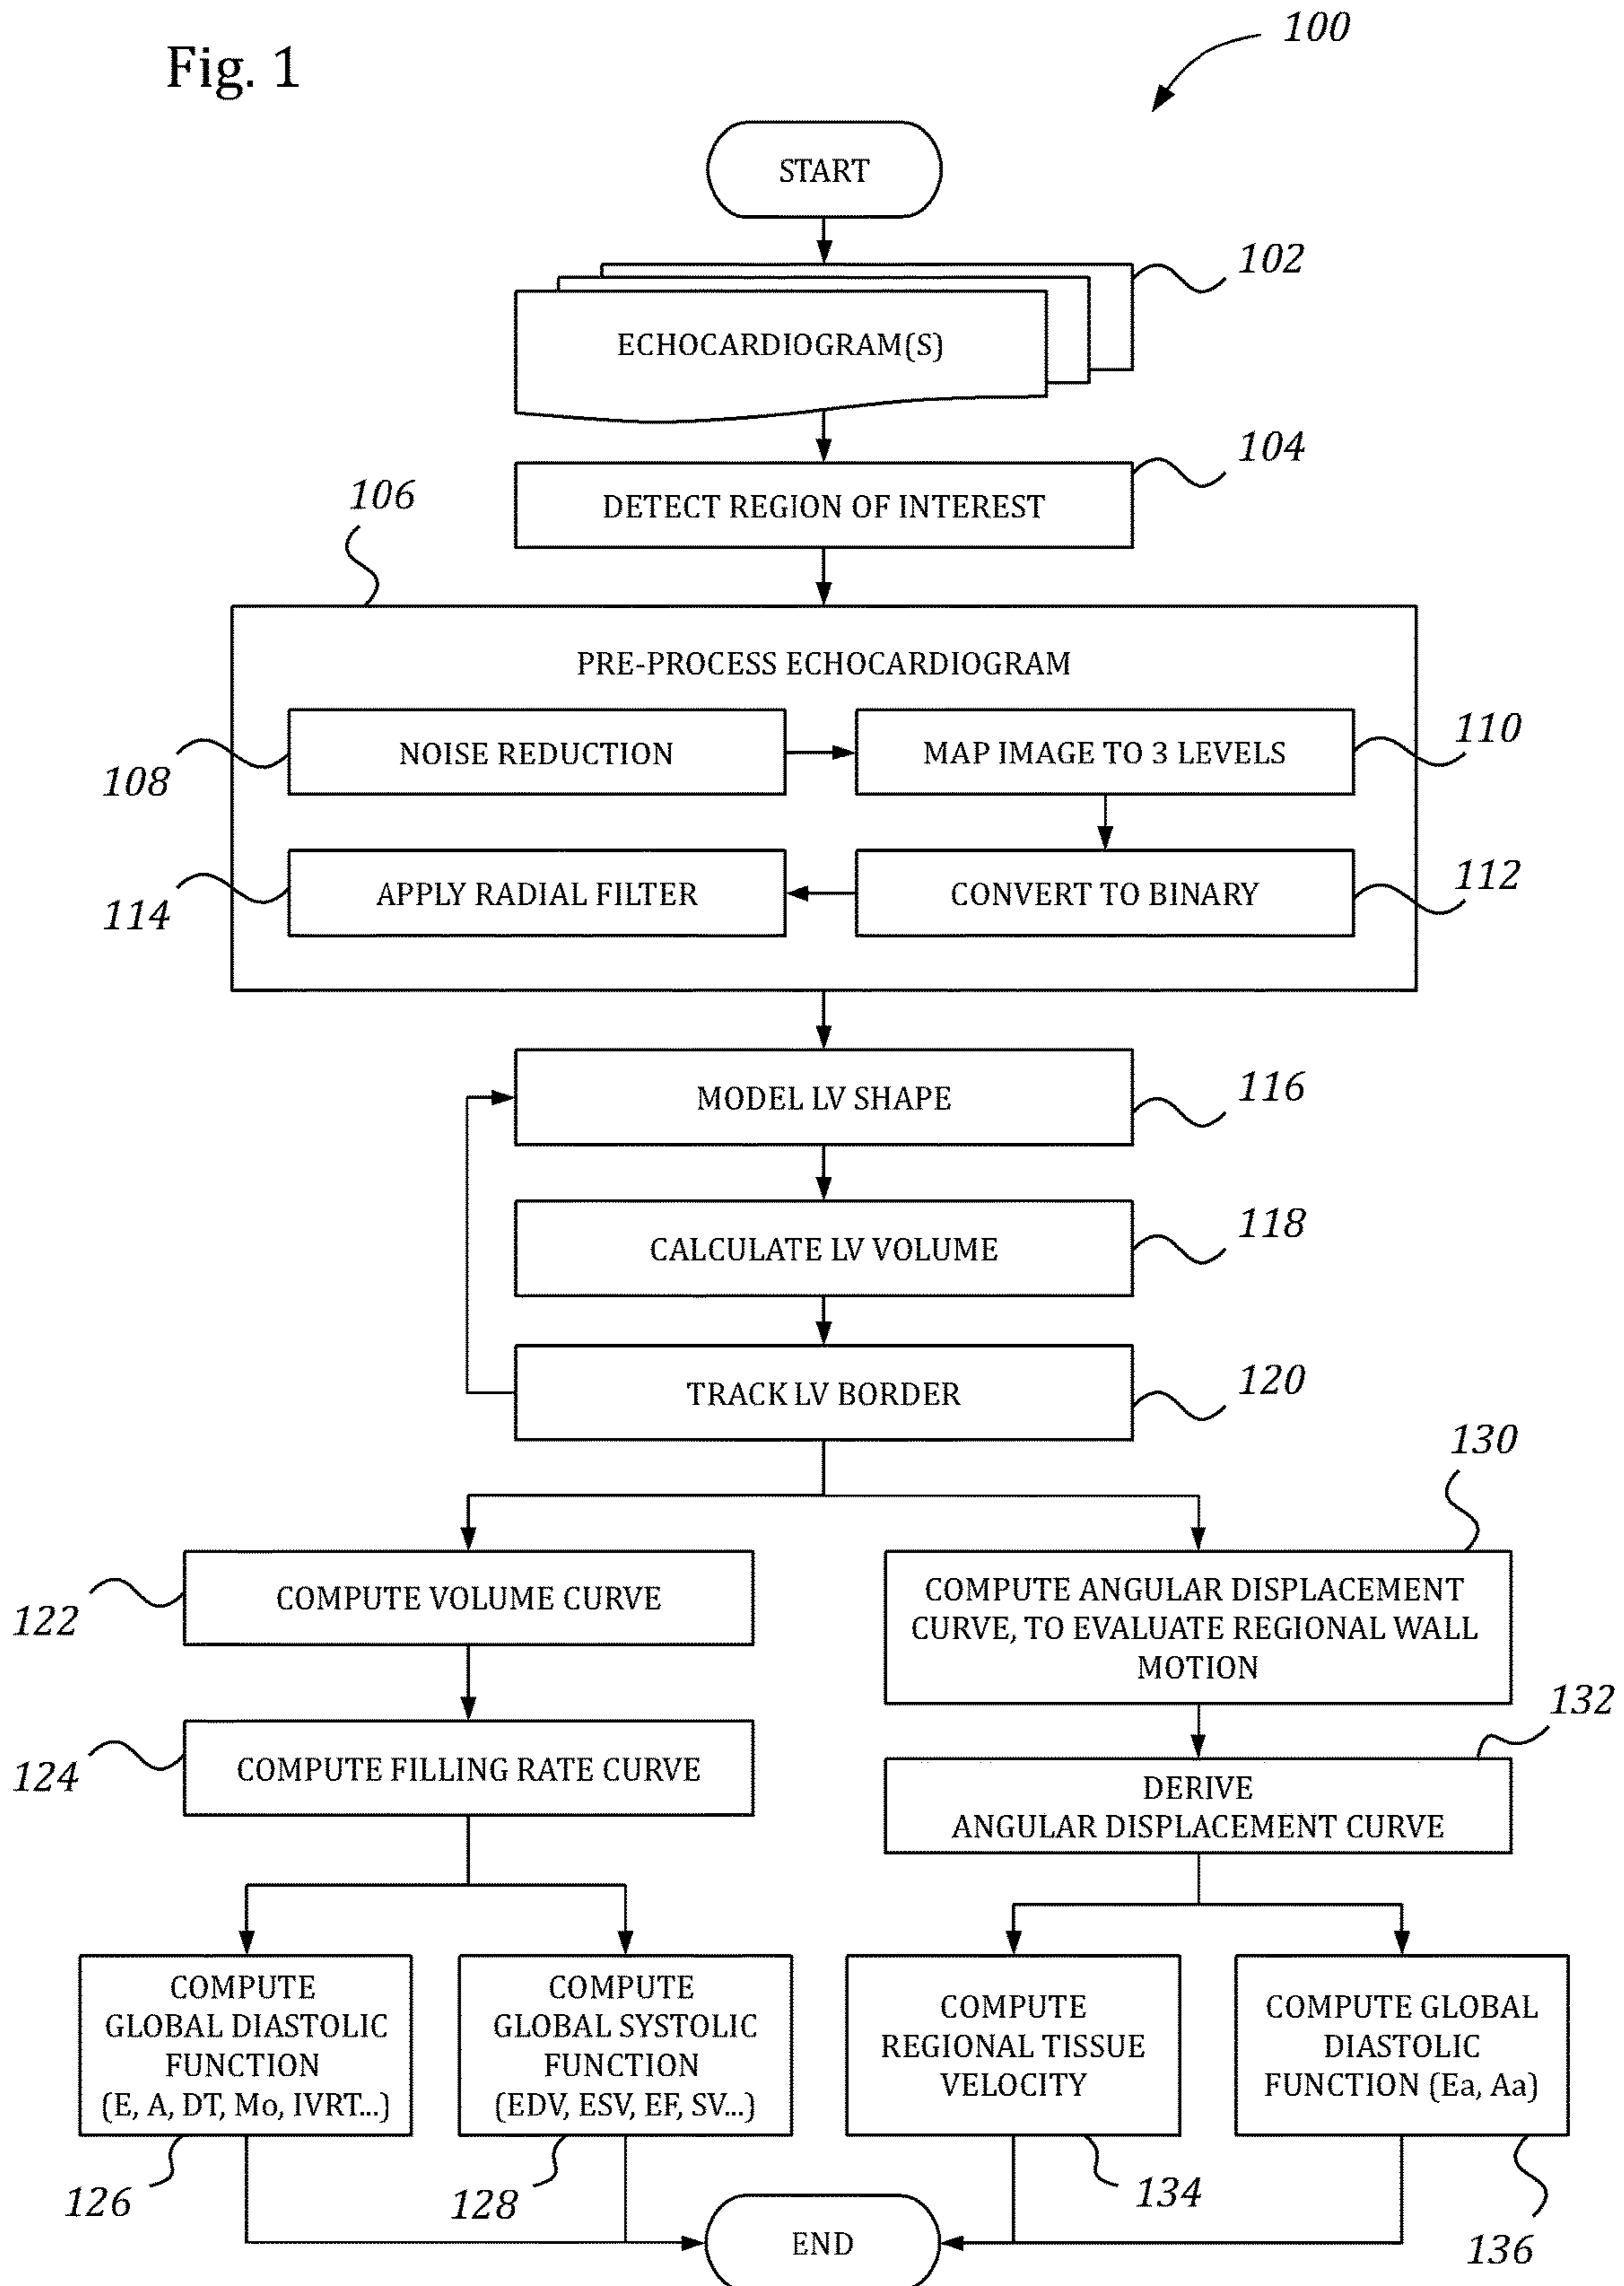 Fig. 1
100
START
102
ECHOCARDIOGRAM(S)
104
DETECT REGION OF INTEREST
106
PRE-PROCESS ECHOCARDIOGRAM
108
NOISE REDUCTION
MAP IMAGE TO 3 LEVELS
110
114
APPLY RADIAL FILTER
CONVERT TO BINARY
112
MODEL LV SHAPE
116
CALCULATE LV VOLUME
118
TRACK LV BORDER
120
122
COMPUTE VOLUME CURVE
124
COMPUTE FILLING RATE CURVE
130
COMPUTE ANGULAR DISPLACEMENT
CURVE, TO EVALUATE REGIONAL WALL
MOTION
132
DERIVE
ANGULAR DISPLACEMENT CURVE
COMPUTE
GLOBAL DIASTOLIC
FUNCTION
(E, A, DT, Mo, IVRT...)
126
COMPUTE
GLOBAL SYSTOLIC
FUNCTION
(EDV, ESV, EF, SV...)
128
COMPUTE
REGIONAL TISSUE
VELOCITY
134
COMPUTE GLOBAL
DIASTOLIC
FUNCTION (Ea, Aa)
136
END